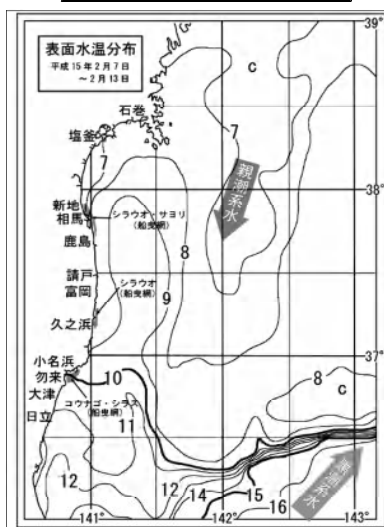 表面水温分布
平成15年2月7日
～2月13日
39°
石巻
塩釜
C
7
7
親潮系水
38°
新地
相馬
シラウオ・サヨリ
(船曳網)
鹿島
8
請戸
シラウオ
(船曳網)
富岡
9
久之浜
37°
小名浜
勿来
10
8
C
大津
コウナゴ・シラス
(船曳網)
日立
11
12
12
14
15
16
141°
142°
143°